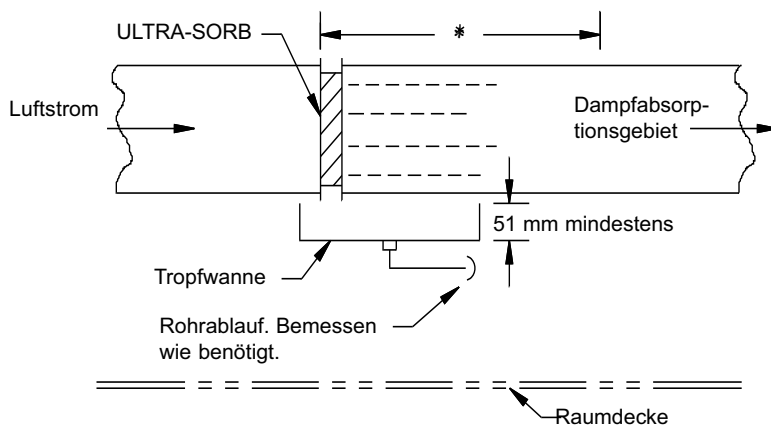 ULTRA-SORB
*
Luftstrom
Dampfabsorp-
tionsgebiet
51 mm mindestens
Tropfwanne
Rohrablauf. Bemessen
wie benötigt.
Raumdecke